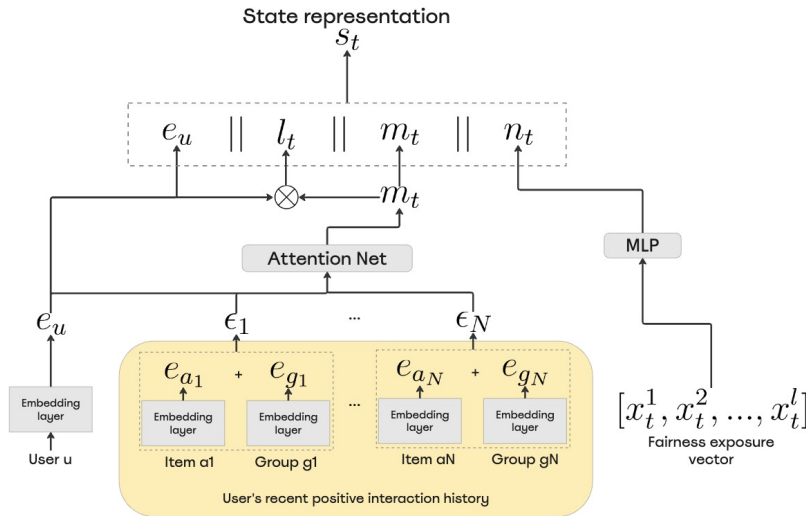 State representation
s_t
e_u || l_t || m_t || n_t
⊗ m_t
Attention Net
MLP
e_u ϵ_1 ... ϵ_N
e_{a_1} + e_{g_1} ... e_{a_N} + e_{g_N}
Embedding layer
Embedding layer
Embedding layer
Embedding layer
Embedding layer
User u
Item a1
Group g1
Item aN
Group gN
User's recent positive interaction history
[x_t^1, x_t^2, ..., x_t^l]
Fairness exposure
vector